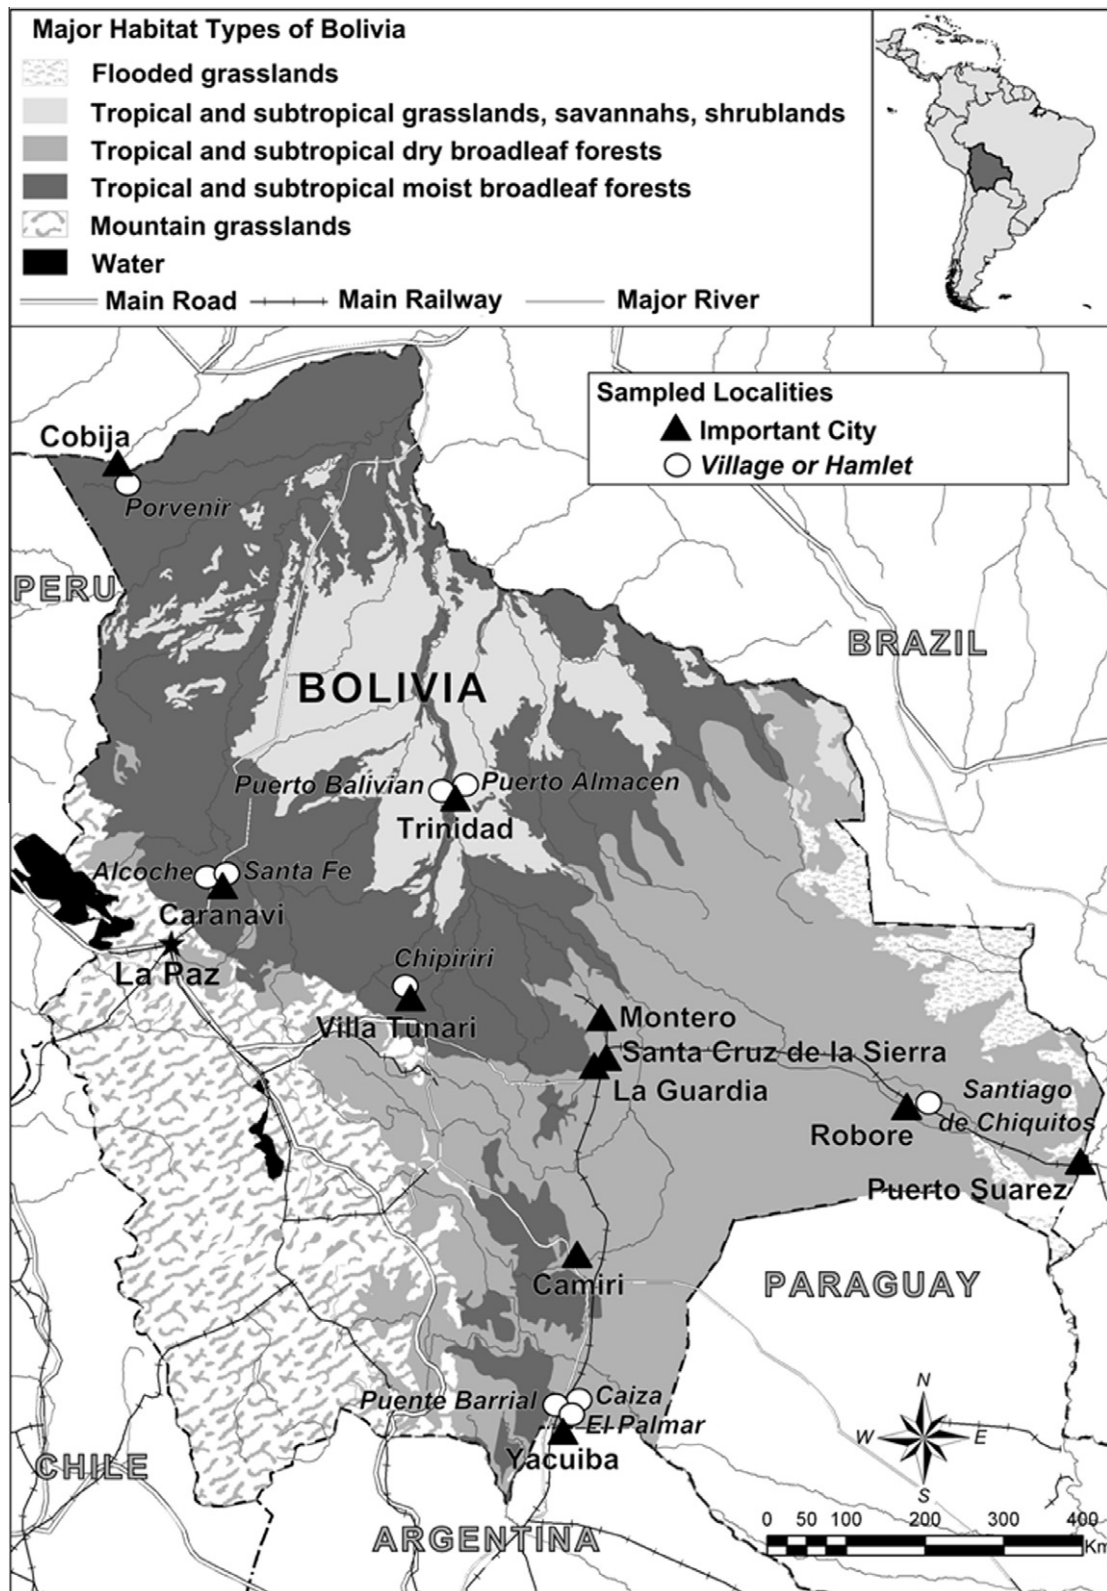 Major Habitat Types of Bolivia
Flooded grasslands
Tropical and subtropical grasslands, savannahs, shrublands
Tropical and subtropical dry broadleaf forests
Tropical and subtropical moist broadleaf forests
Mountain grasslands
Water
Main Road
Main Railway
Major River
Sampled Localities
Important City
Village or Hamlet
Cobija
Porvenir
PERU
BRAZIL
BOLIVIA
Puerto Balivian
Puerto Almacen
Trinidad
Alcoche
Santa Fe
Caranavi
La Paz
Chipiriri
Villa Tunari
Montero
Santa Cruz de la Sierra
La Guardia
Santiago
de Chiquitos
Robore
Puerto Suarez
Camiri
PARAGUAY
Puente Barrial
Caiza
El Palmar
Yacuiba
CHILE
ARGENTINA
N
W
E
S
0 50 100 200 300 400
Km